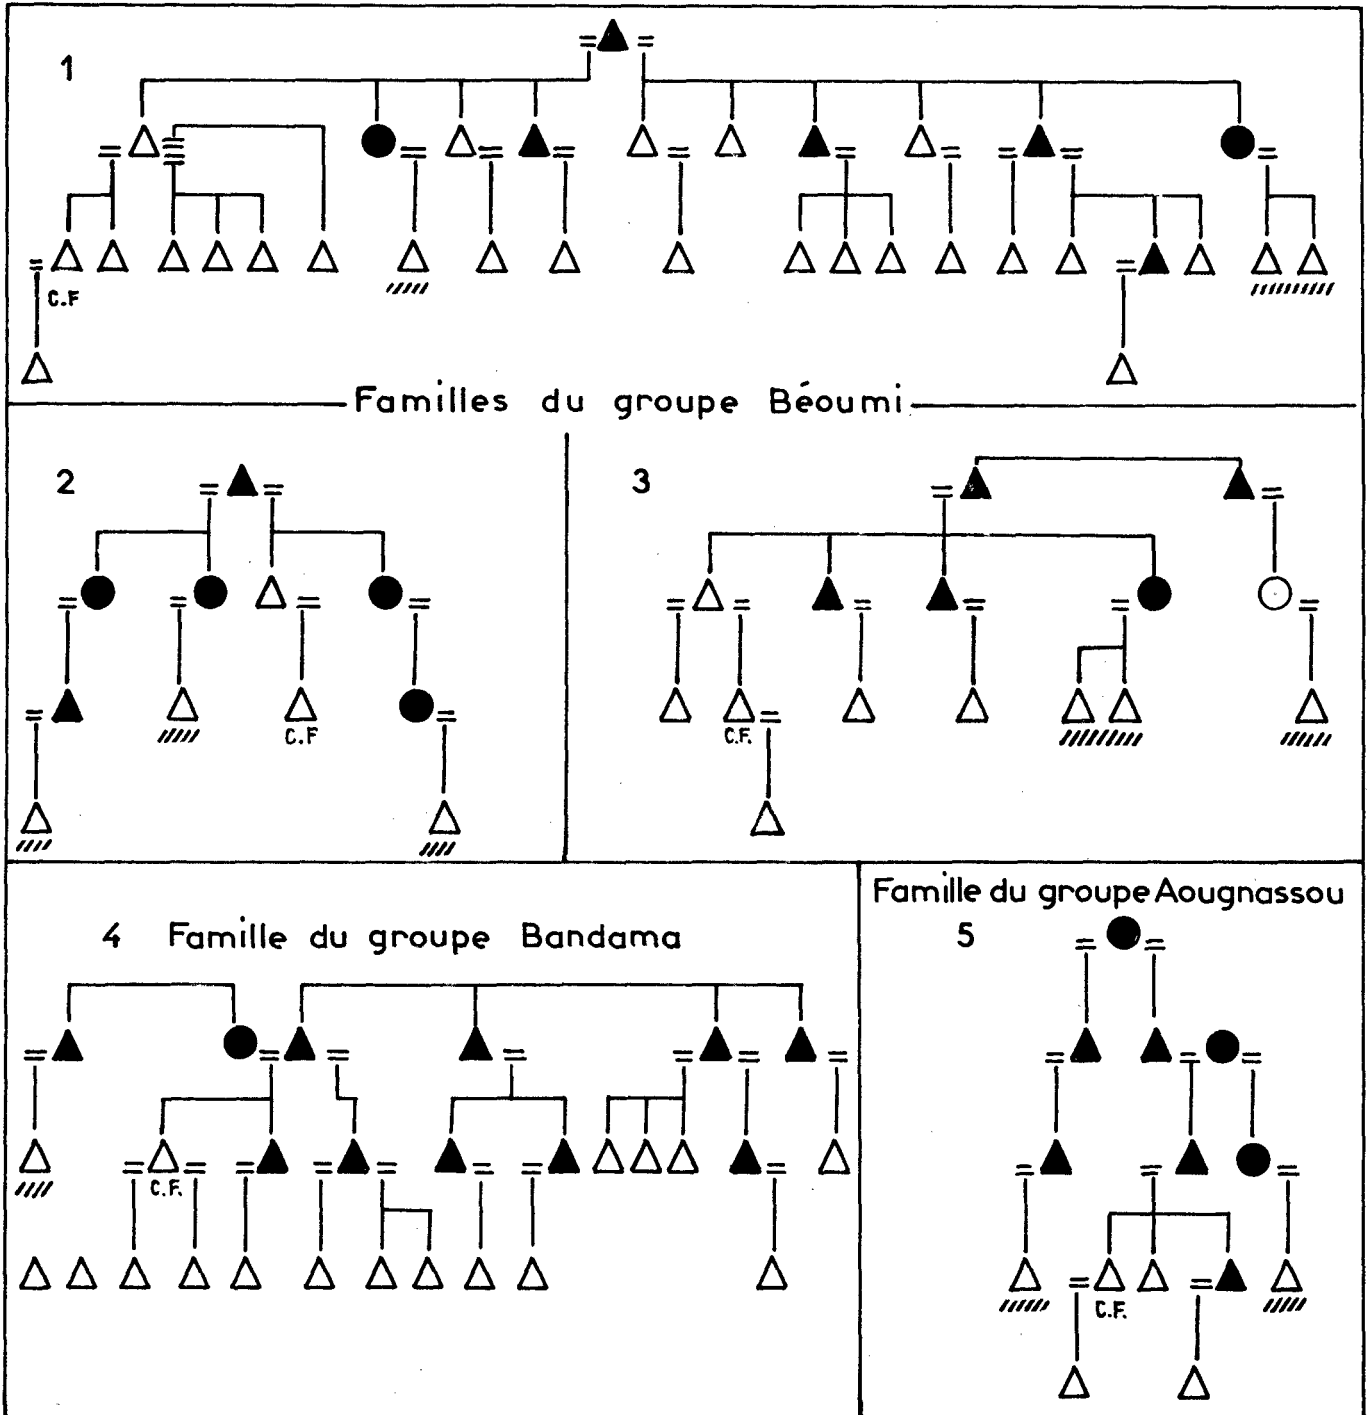 1
C.F
Familles du groupe Béoumi
2
3
C.F
C.F.
Famille du groupe Aougnassou
4 Famille du groupe Bandama
5
C.F.
C.F.